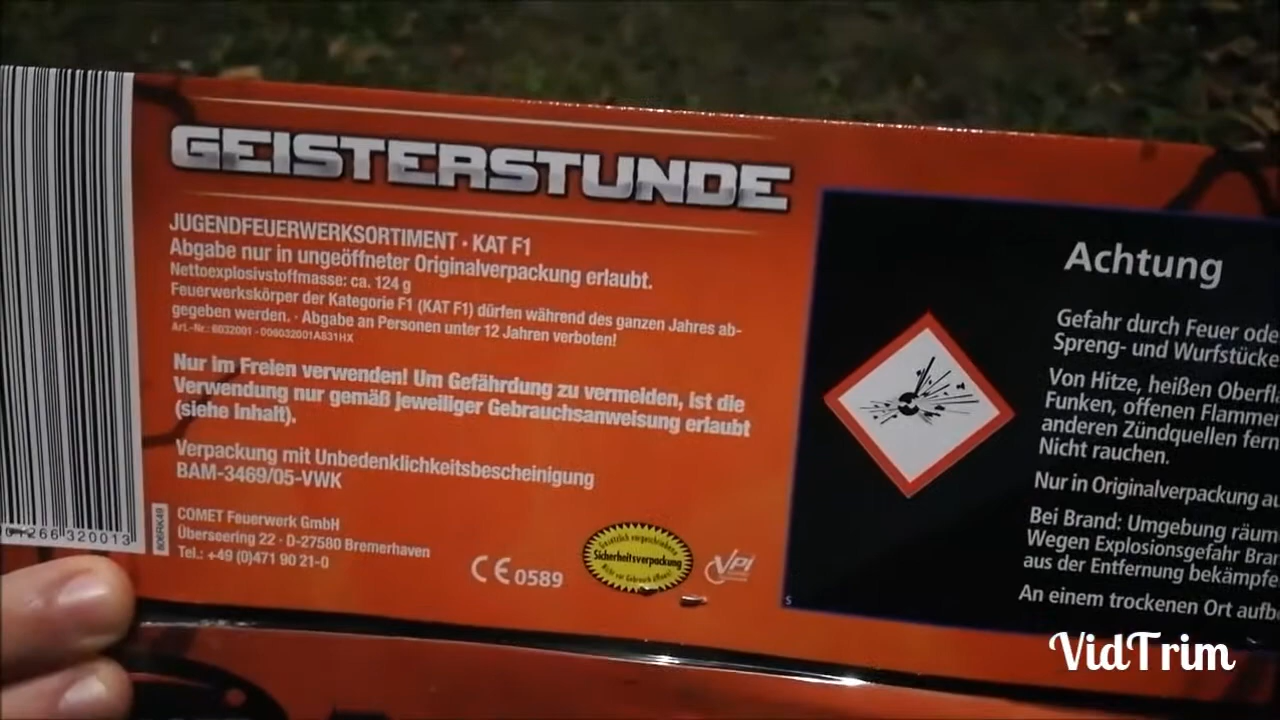 GEISTERSTUNDE
JUGENDFEUERWERKSORTIMENT · KAT F1
Abgabe nur in ungeöffneter Originalverpackung erlaubt.
Nettoexplosivstoffmasse: ca. 124 g
Feuerwerkskörper der Kategorie F1 (KAT F1) dürfen während des ganzen Jahres ab-
gegeben werden. · Abgabe an Personen unter 12 Jahren verboten!
Nur im Freien verwenden! Um Gefährdung zu vermeiden, ist die
Verwendung nur gemäß jeweiliger Gebrauchsanweisung erlaubt
(siehe Inhalt).
Verpackung mit Unbedenklichkeitsbescheinigung
BAM-3469/05-VWK
COMET Feuerwerk GmbH
Überseering 22 · D-27580 Bremerhaven
Tel.: +49 (0)471 90 21-0
CE 0589
Sicherheitsverpackung
VPI
Achtung
Gefahr durch Feuer ode
Spreng- und Wurfstücke
Von Hitze, heißen Oberfl
Funken, offenen Flammen
anderen Zündquellen fern
Nicht rauchen.
Nur in Originalverpackung au
Bei Brand: Umgebung räum
Wegen Explosionsgefahr Bran
aus der Entfernung bekämpfe
An einem trockenen Ort aufb
S
VidTrim